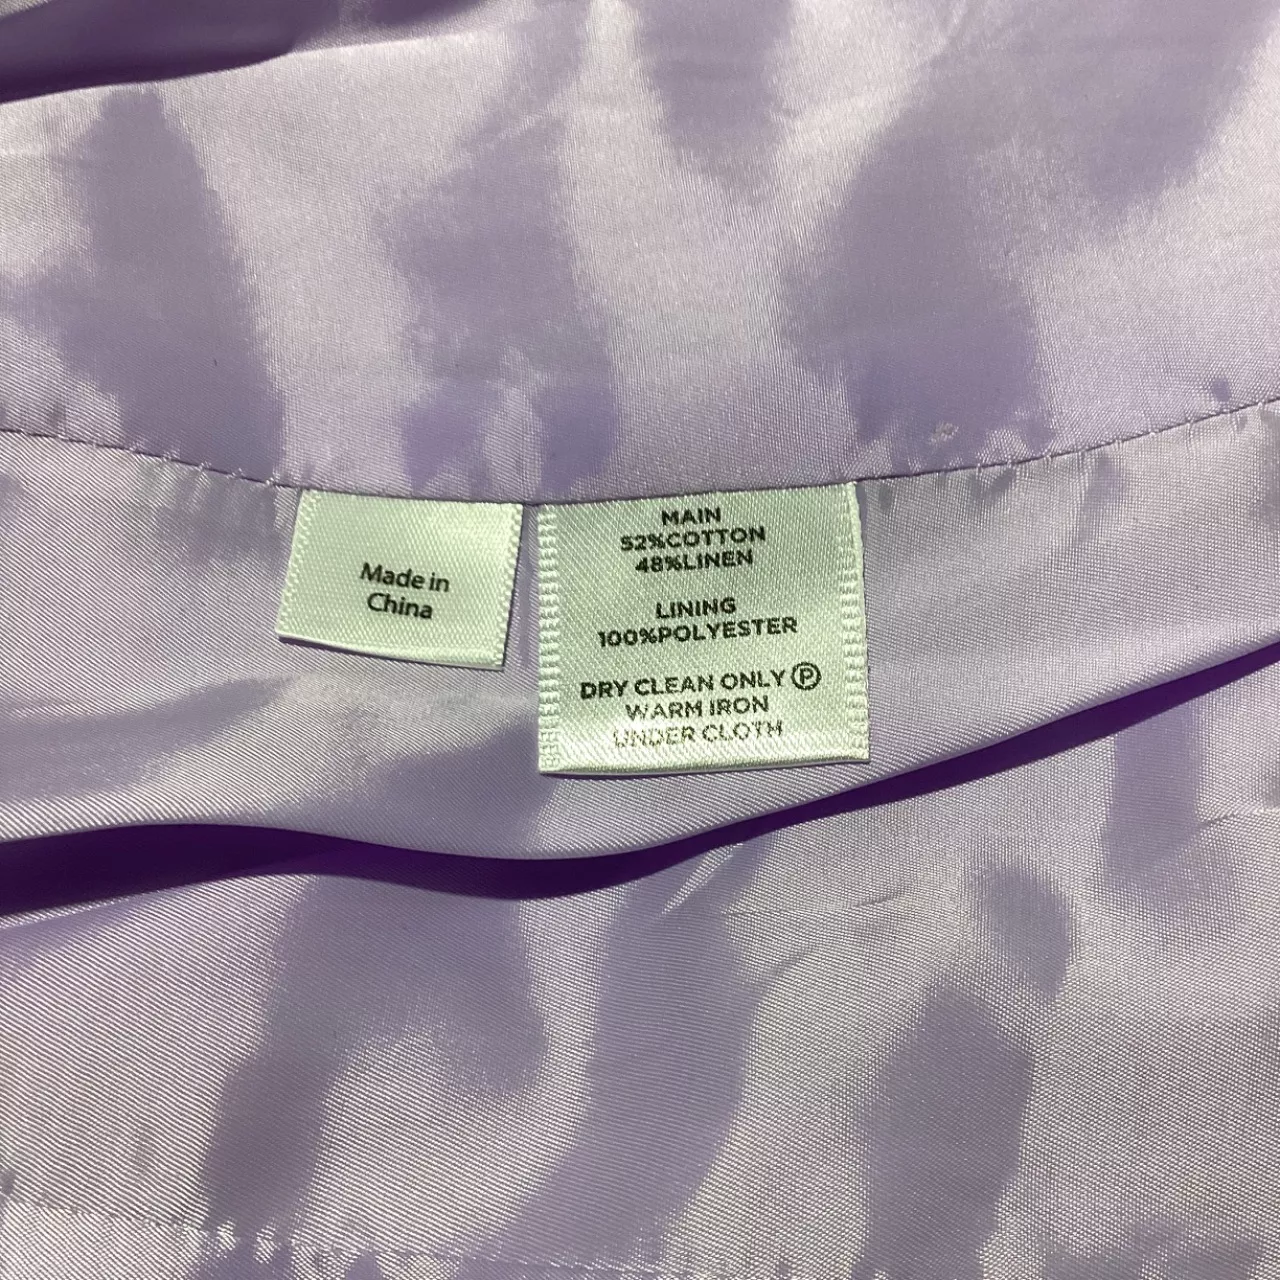 Made in
China
MAIN
52%COTTON
48%LINEN
LINING
100%POLYESTER
DRY CLEAN ONLY Ⓟ
WARM IRON
UNDER CLOTH